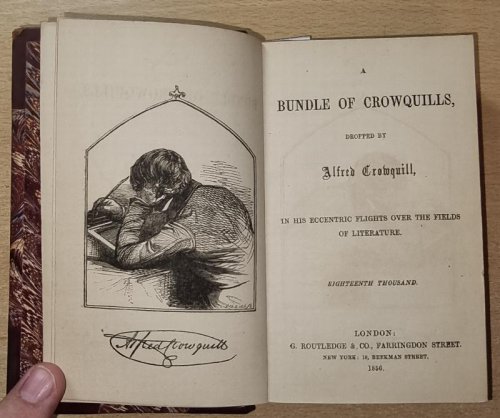 Alfred Crowquill
A
BUNDLE OF CROWQUILLS,
DROPPED BY
Alfred Crowquill,
IN HIS ECCENTRIC FLIGHTS OVER THE FIELDS
OF LITERATURE.
EIGHTEENTH THOUSAND.
LONDON:
G. ROUTLEDGE & CO., FARRINGDON STREET.
NEW YORK: 18, BEEKMAN STREET.
1856.